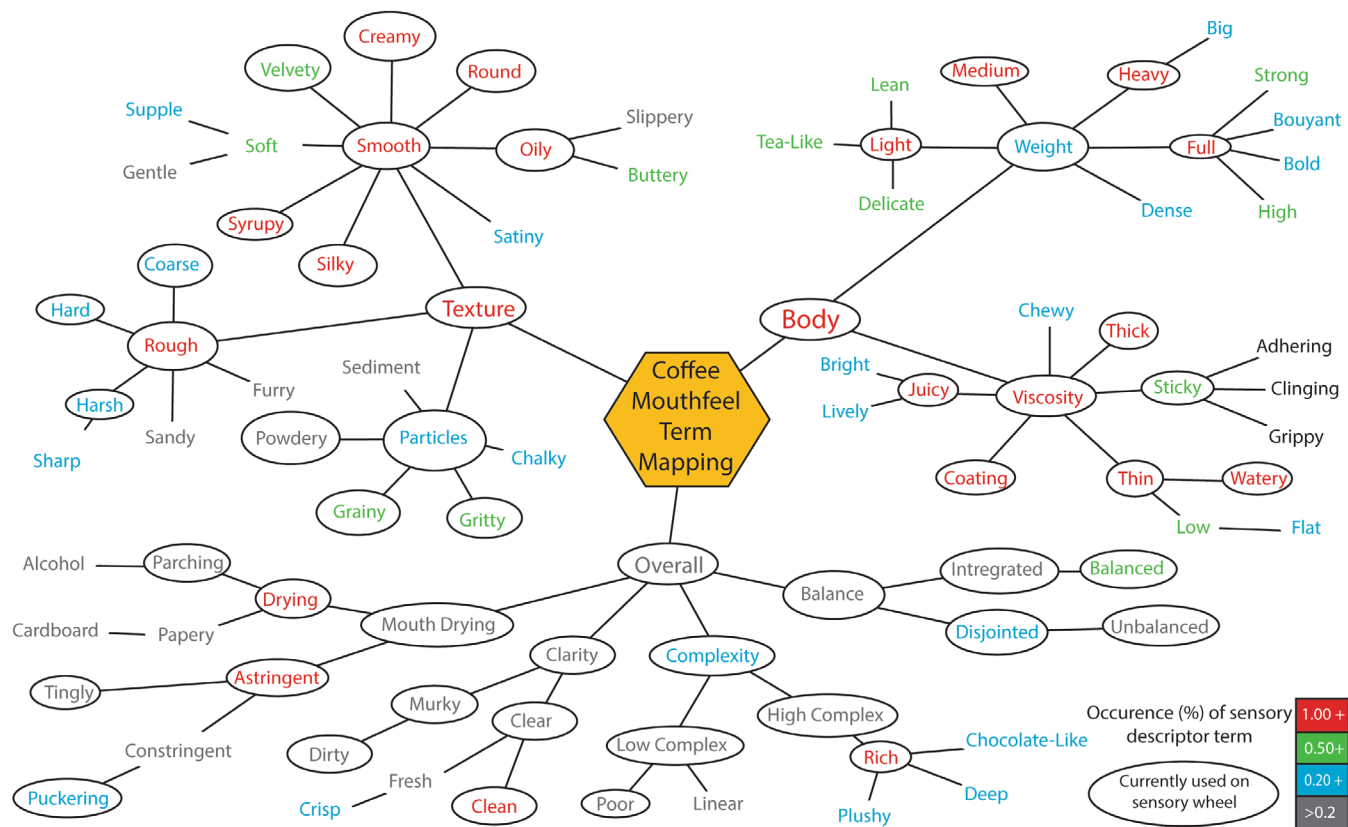 Creamy
Velvety
Round
Supple
Soft
Smooth
Oily
Slippery
Gentle
Buttery
Syrupy
Silky
Satiny
Big
Medium
Heavy
Lean
Strong
Tea-Like
Light
Weight
Full
Bouyant
Bold
Delicate
Dense
High
Coarse
Hard
Rough
Texture
Harsh
Furry
Sandy
Sharp
Sediment
Powdery
Particles
Chalky
Grainy
Gritty
Body
Chewy
Thick
Bright
Juicy
Lively
Viscosity
Sticky
Adhering
Clinging
Grippy
Coating
Thin
Watery
Low
Flat
Coffee
Mouthfeel
Term
Mapping
Overall
Alcohol
Parching
Drying
Cardboard
Papery
Mouth Drying
Tingly
Astringent
Constringent
Puckering
Clarity
Murky
Dirty
Clear
Fresh
Crisp
Clean
Complexity
Low Complex
Poor
Linear
High Complex
Rich
Chocolate-Like
Deep
Plushy
Balance
Intregrated
Balanced
Disjointed
Unbalanced
Occurence (%) of sensory
descriptor term
1.00 +
0.50+
0.20 +
>0.2
Currently used on
sensory wheel